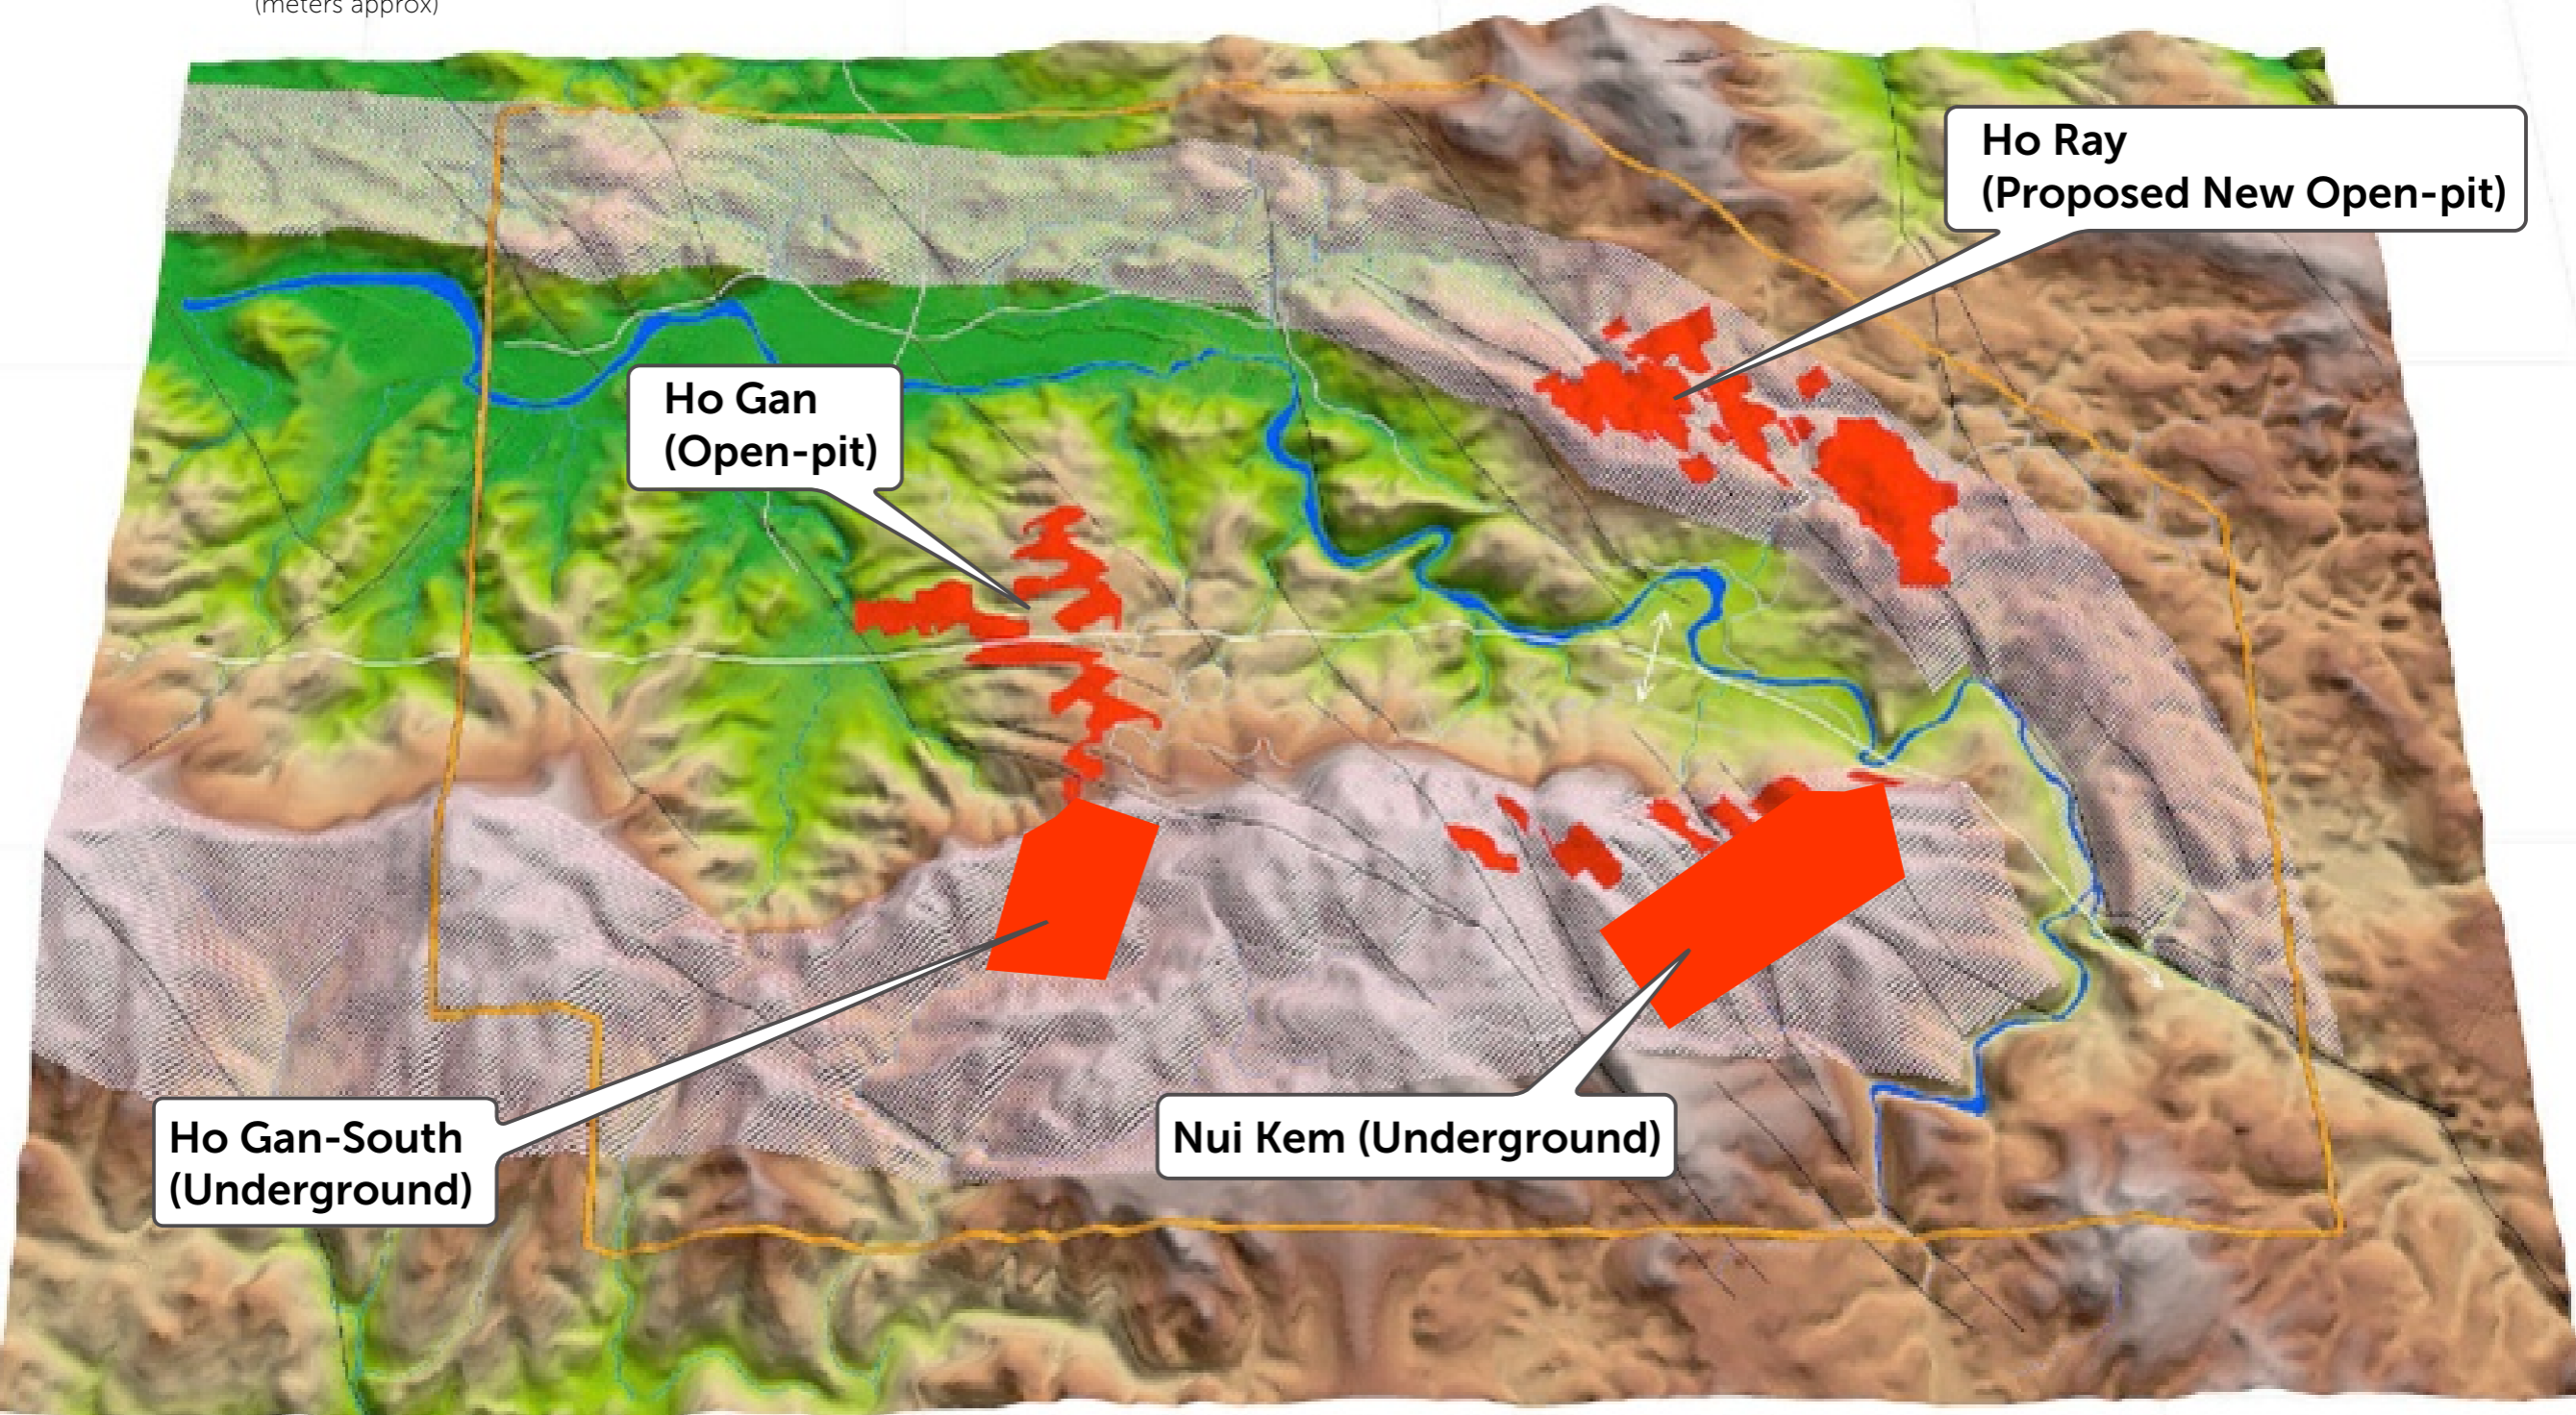 (meters approx)
Ho Ray
(Proposed New Open-pit)
Ho Gan
(Open-pit)
Ho Gan-South
(Underground)
Nui Kem (Underground)